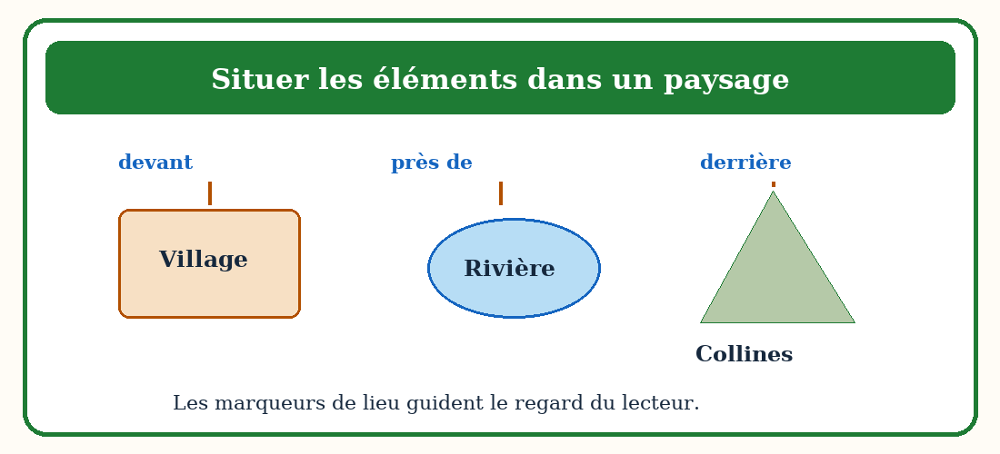 Situer les éléments dans un paysage
devant
près de
derrière
Village
Rivière
Collines
Les marqueurs de lieu guident le regard du lecteur.